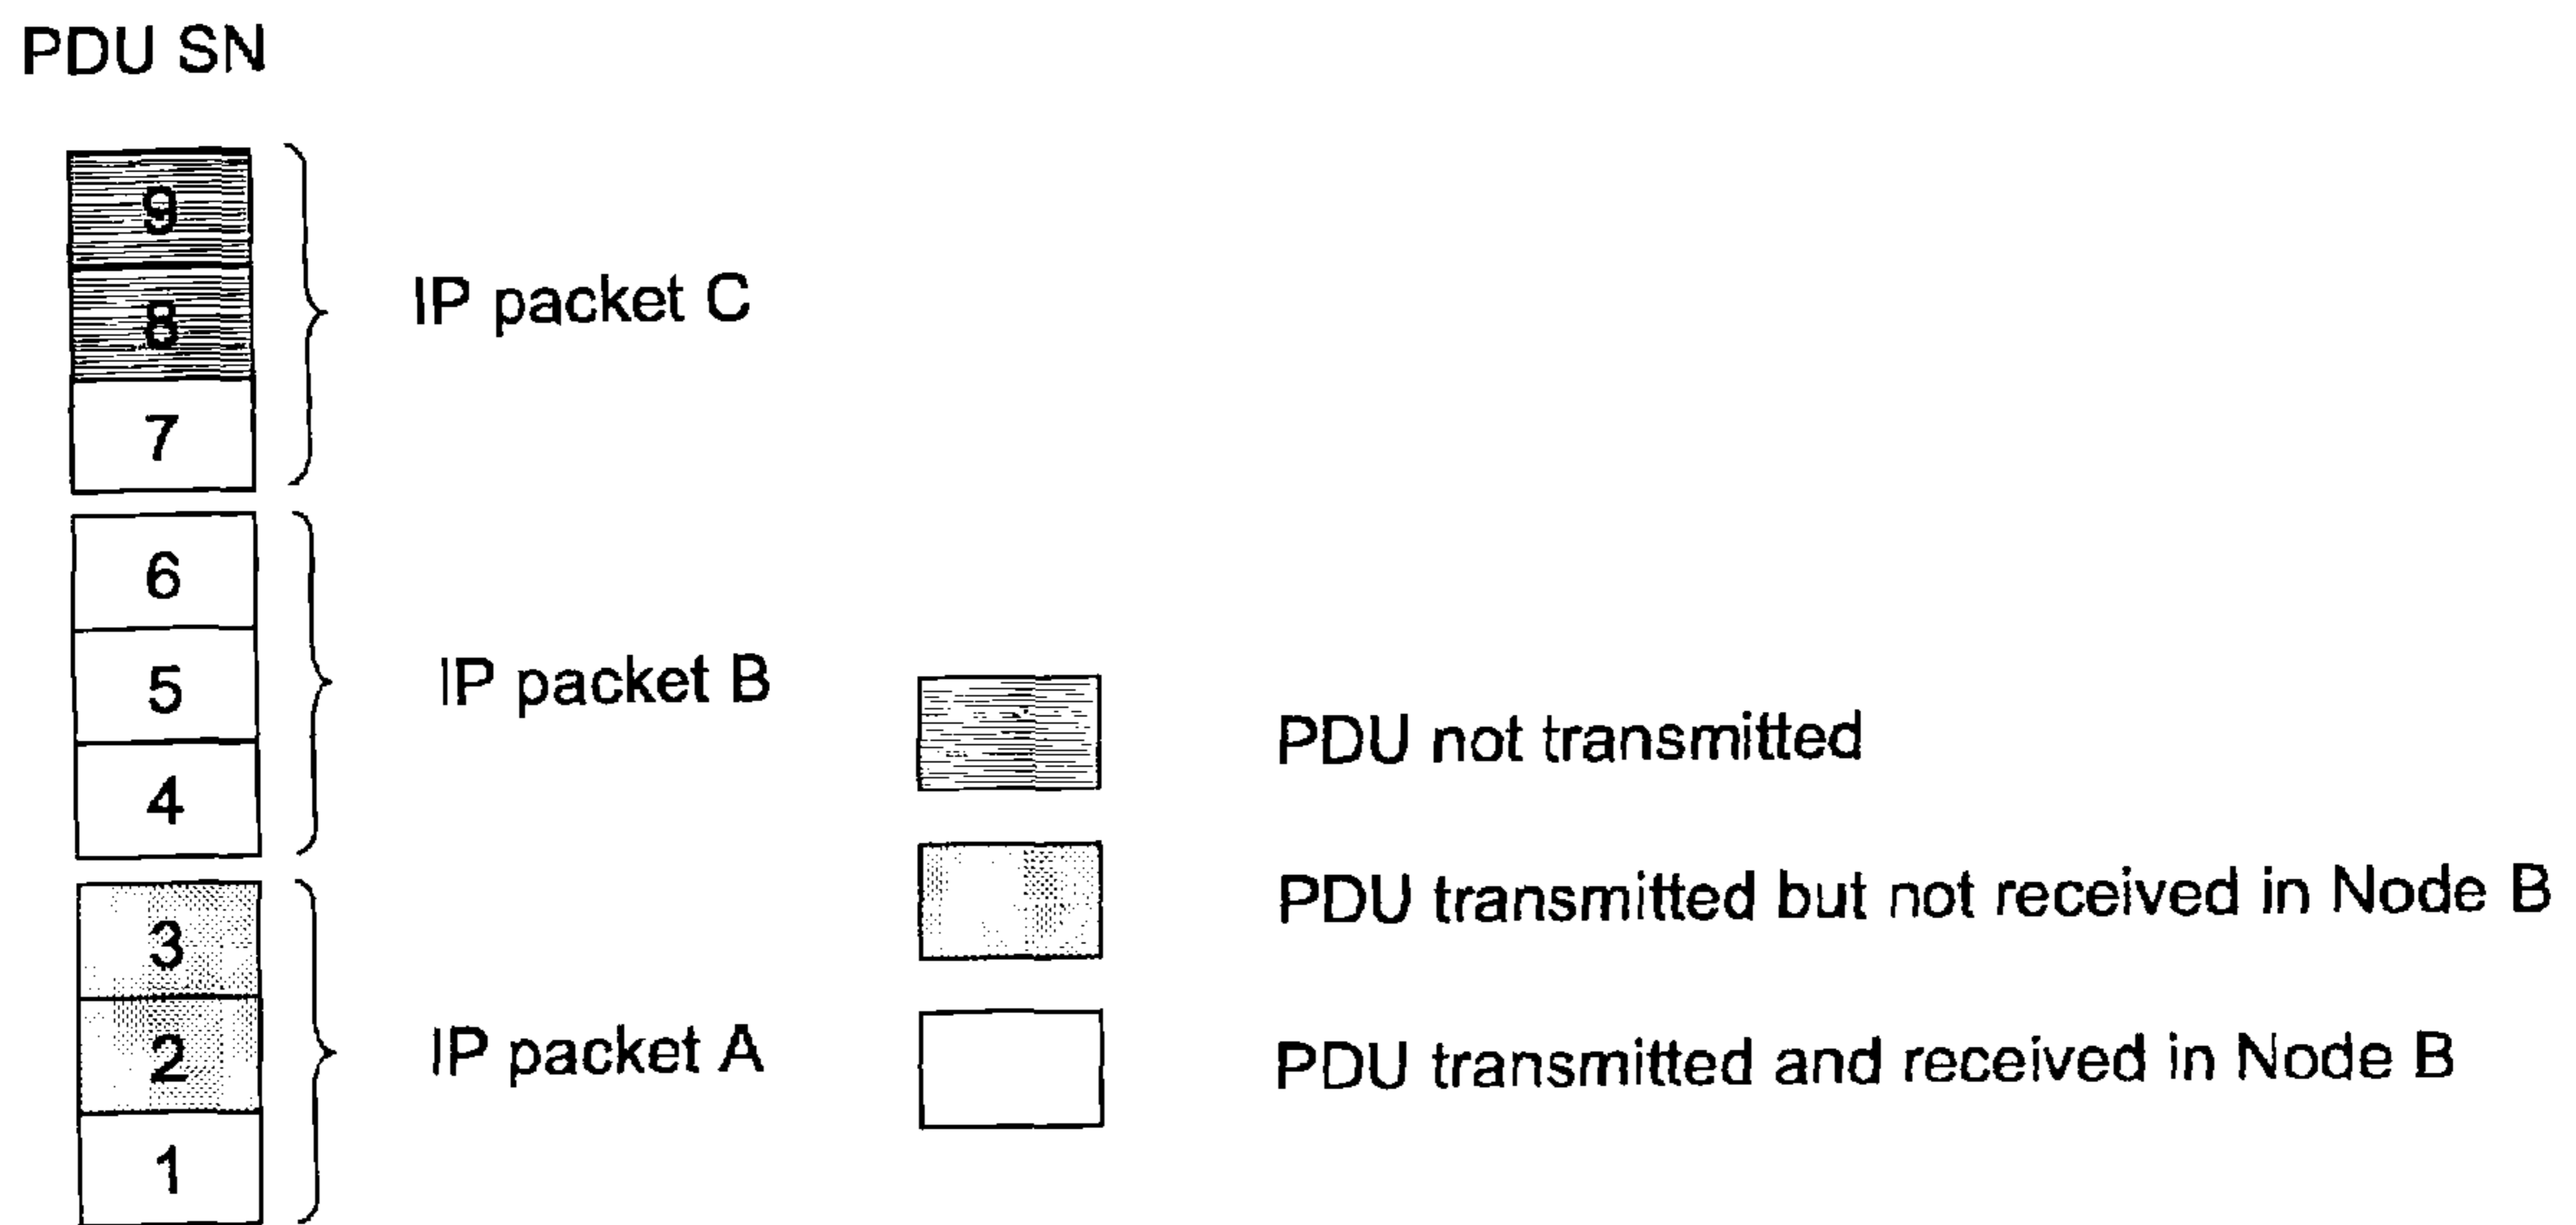 PDU SN
9
8
7
IP packet C
6
5
4
IP packet B
3
2
1
IP packet A
PDU not transmitted
PDU transmitted but not received in Node B
PDU transmitted and received in Node B